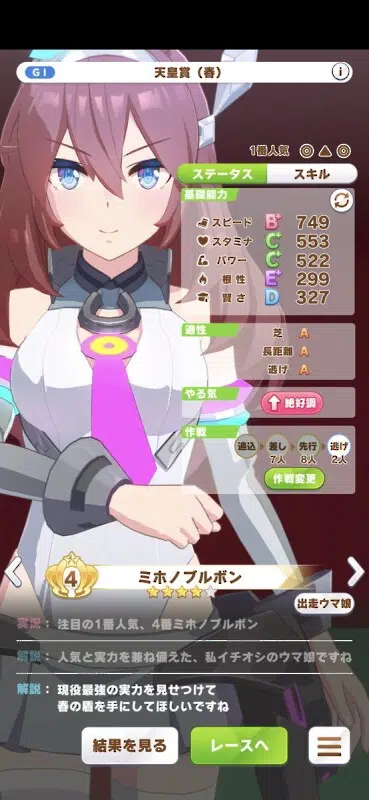 G I 天皇賞（春） i
1番人気 ◎ ▲ ◎
ステータス スキル
基礎能力
スピード B+ 749
スタミナ C+ 553
パワー C+ 522
根性 E+ 299
賢さ D 327
適性
芝 A
長距離 A
逃げ A
やる気 絶好調
作戦 追込 差し 先行 逃げ
7人 8人 2人
作戦変更
4 ミホノブルボン
出走ウマ娘
実況： 注目の1番人気、4番ミホノブルボン
解説： 人気と実力を兼ね備えた、私イチオシのウマ娘ですね
解説： 現役最強の実力を見せつけて
春の盾を手にしてほしいですね
結果を見る レースへ